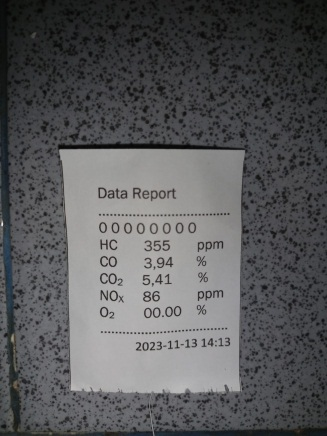 Data Report
00000000
HC 355 ppm
CO 3,94 %
CO₂ 5,41 %
NOₓ 86 ppm
O₂ 00.00 %
2023-11-13 14:13